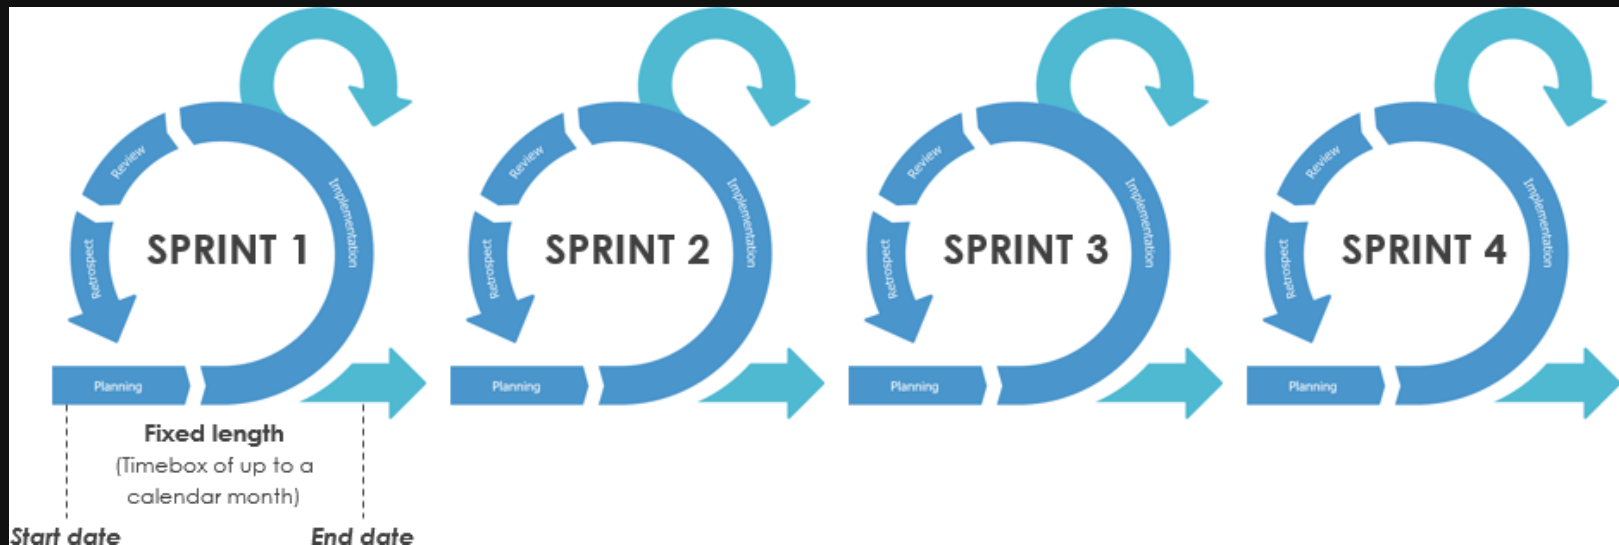 Review
Implementation
Retrospect
SPRINT 1
Planning
Review
Implementation
Retrospect
SPRINT 2
Planning
Review
Implementation
Retrospect
SPRINT 3
Planning
Review
Implementation
Retrospect
SPRINT 4
Planning
Fixed length
(Timebox of up to a
calendar month)
Start date
End date